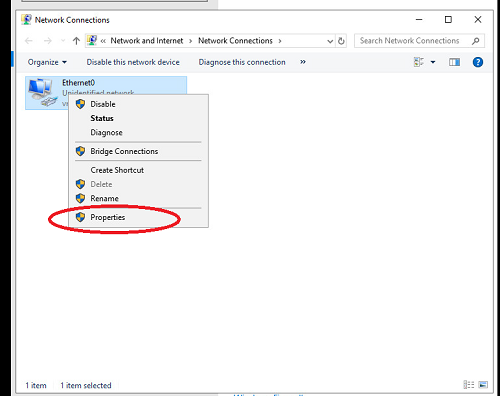 Network Connections
Network and Internet > Network Connections >
Search Network Connections
Organize
Disable this network device
Diagnose this connection
»
Ethernet0
Unidentified network
Disable
Status
Diagnose
Bridge Connections
Create Shortcut
Delete
Rename
Properties
1 item
1 item selected